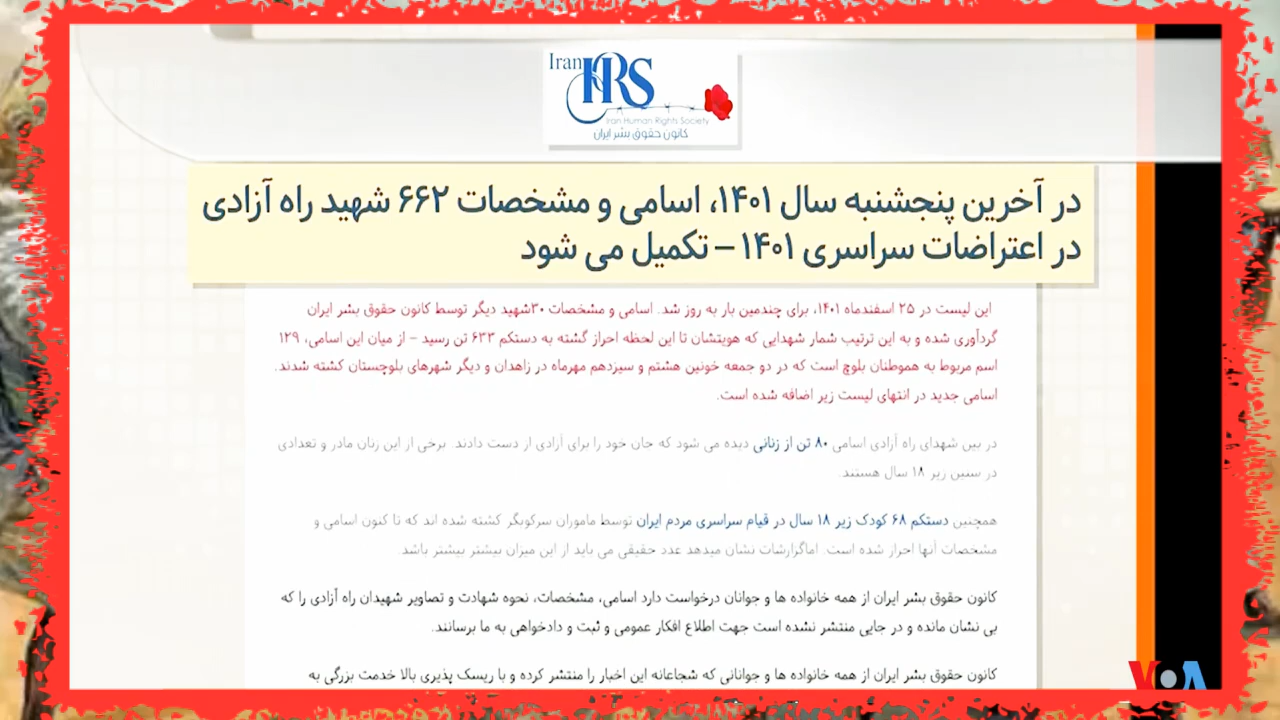 Iran
HRS
Iran Human Rights Society
کانون حقوق بشر ایران
در آخرین پنجشنبه سال ۱۴۰۱، اسامی و مشخصات ۶۶۲ شهید راه آزادی
در اعتراضات سراسری ۱۴۰۱ – تکمیل می شود
این لیست در ۲۵ اسفندماه ۱۴۰۱، برای چندمین بار به روز شد. اسامی و مشخصات ۳۰شهید دیگر توسط کانون حقوق بشر ایران
گردآوری شده و به این ترتیب شمار شهدایی که هویتشان تا این لحظه احراز گشته به دستکم ۶۳۳ تن رسید – از میان این اسامی، ۱۲۹
اسم مربوط به هموطنان بلوچ است که در دو جمعه خونین هشتم و سیزدهم مهرماه در زاهدان و دیگر شهرهای بلوچستان کشته شدند.
اسامی جدید در انتهای لیست زیر اضافه شده است.
در بین شهدای راه آزادی اسامی ۸۰ تن از زنانی دیده می شود که جان خود را برای آزادی از دست دادند. برخی از این زنان مادر و تعدادی
در سنین زیر ۱۸ سال هستند.
همچنین دستکم ۶۸ کودک زیر ۱۸ سال در قیام سراسری مردم ایران توسط ماموران سرکوبگر کشته شده اند که تا کنون اسامی و
مشخصات آنها احراز شده است. اماگزارشات نشان میدهد عدد حقیقی می باید از این میزان بیشتر بیشتر باشد.
کانون حقوق بشر ایران از همه خانواده ها و جوانان درخواست دارد اسامی، مشخصات، نحوه شهادت و تصاویر شهیدان راه آزادی را که
بی نشان مانده و در جایی منتشر نشده است جهت اطلاع افکار عمومی و ثبت و دادخواهی به ما برسانند.
کانون حقوق بشر ایران از همه خانواده ها و جوانانی که شجاعانه این اخبار را منتشر کرده و با ریسک پذیری بالا خدمت بزرگی به
VOA